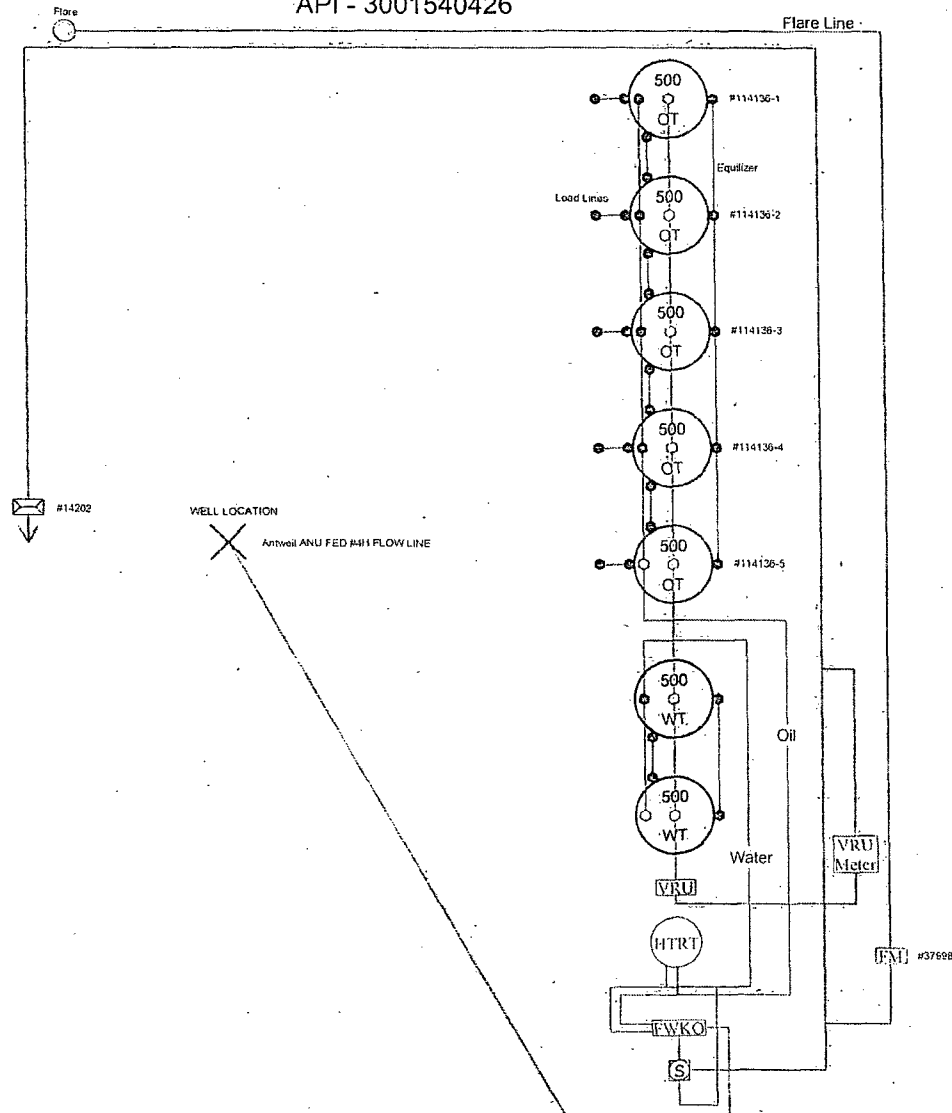 API - 3001540426
Flare
Flare Line
500
OT
#114136-1
Equilizer
Load Lines
500
OT
#114136-2
500
OT
#114136-3
500
OT
#114136-4
500
OT
#114136-5
#14202
WELL LOCATION
Antweil ANU FED #4H FLOW LINE
500
WT
Oil
500
WT
Water
VRU
Meter
VRU
HTRT
FM #37998
FWKO
S